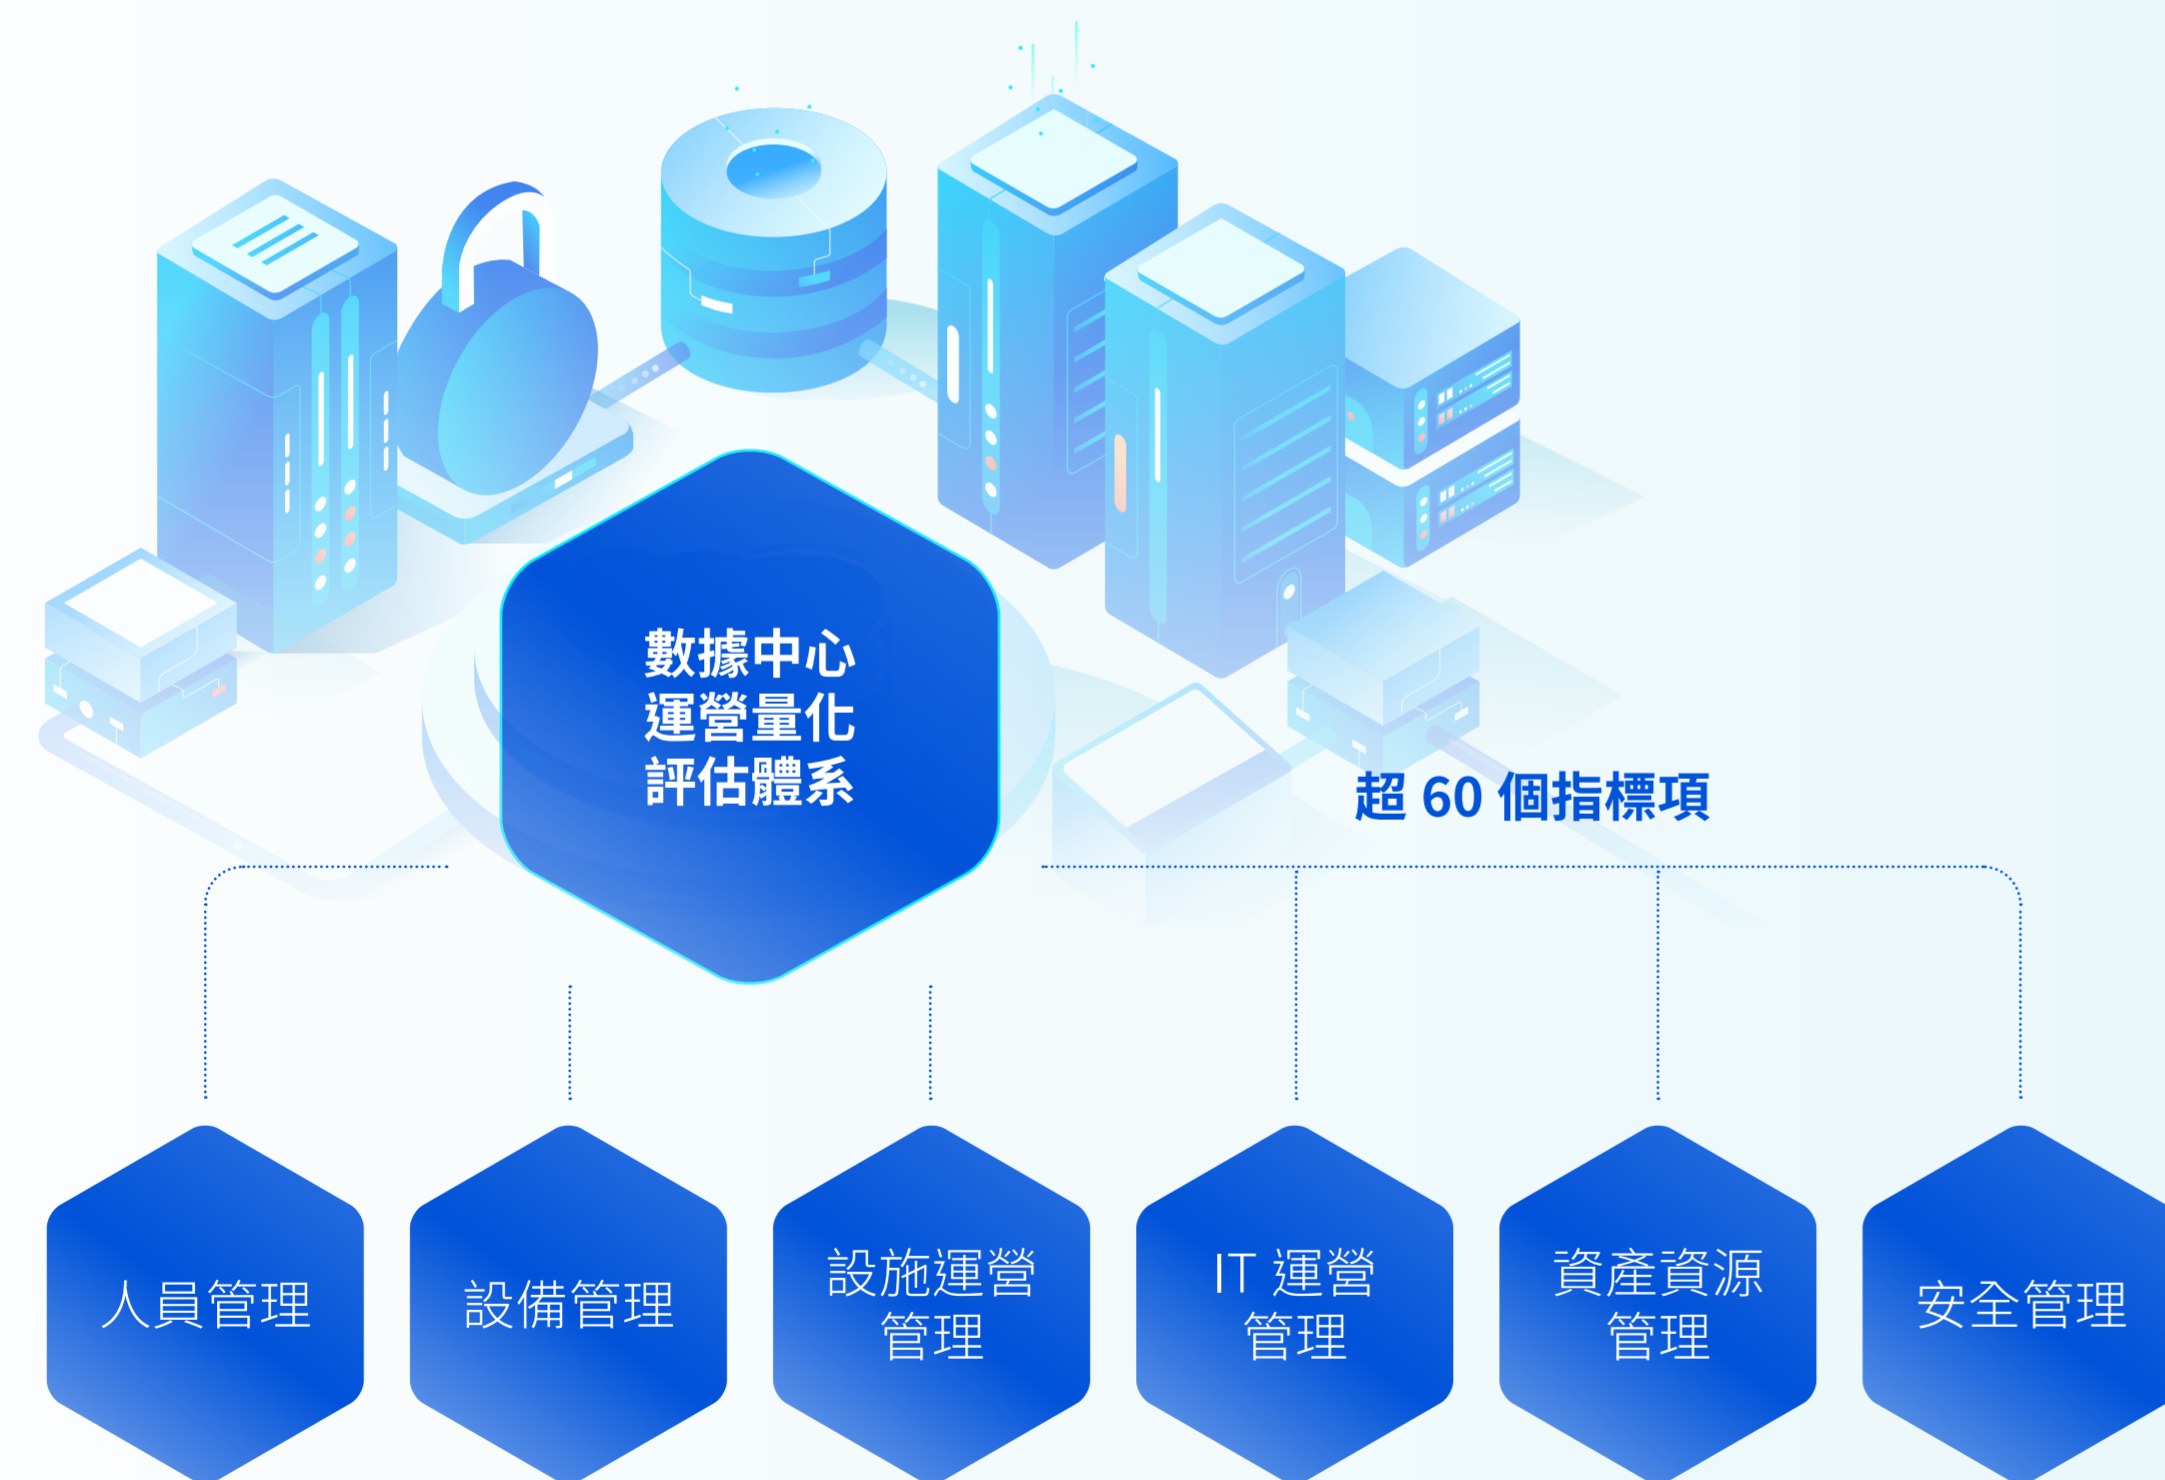 數據中心
運營量化
評估體系
超 60 個指標項
人員管理
設備管理
設施運營
管理
IT 運營
管理
資產資源
管理
安全管理